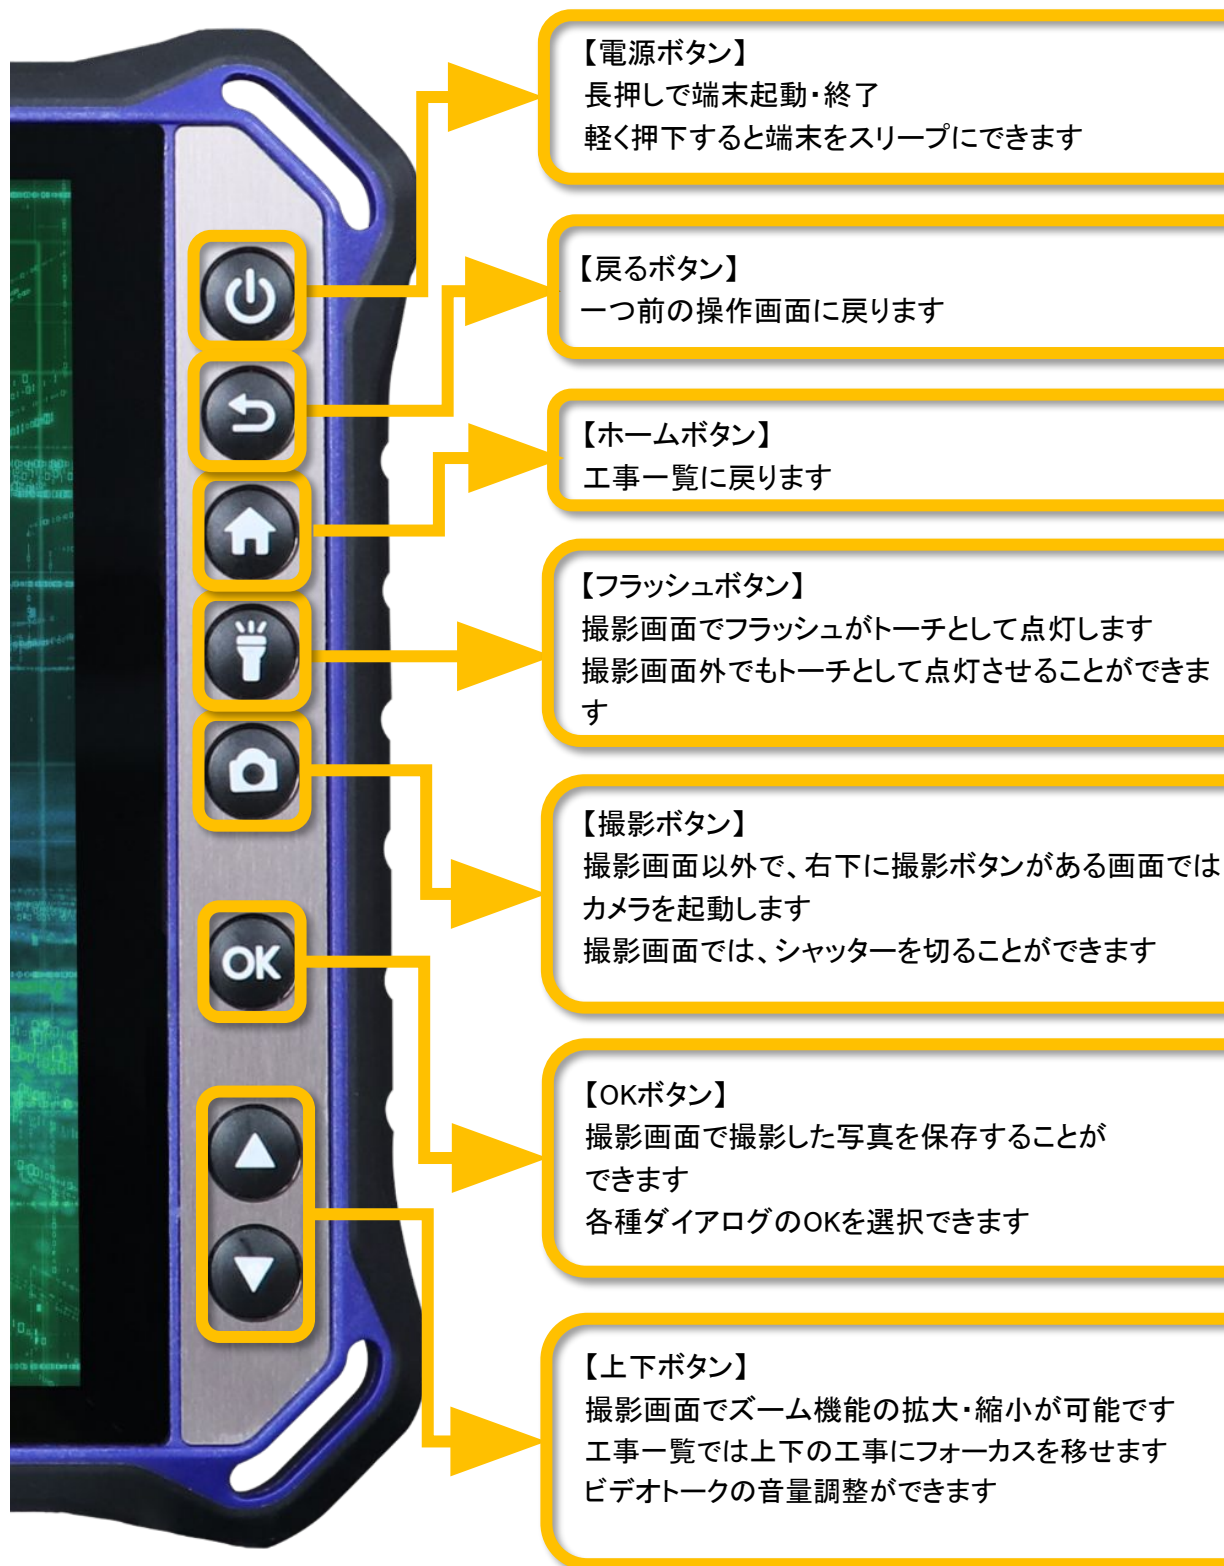 【電源ボタン】
長押しで端末起動・終了
軽く押下すると端末をスリープにできます
【戻るボタン】
一つ前の操作画面に戻ります
【ホームボタン】
工事一覧に戻ります
【フラッシュボタン】
撮影画面でフラッシュがトーチとして点灯します
撮影画面外でもトーチとして点灯させることができま
す
【撮影ボタン】
撮影画面以外で、右下に撮影ボタンがある画面では
カメラを起動します
撮影画面では、シャッターを切ることができます
OK
【OKボタン】
撮影画面で撮影した写真を保存することが
できます
各種ダイアログのOKを選択できます
【上下ボタン】
撮影画面でズーム機能の拡大・縮小が可能です
工事一覧では上下の工事にフォーカスを移せます
ビデオトークの音量調整ができます